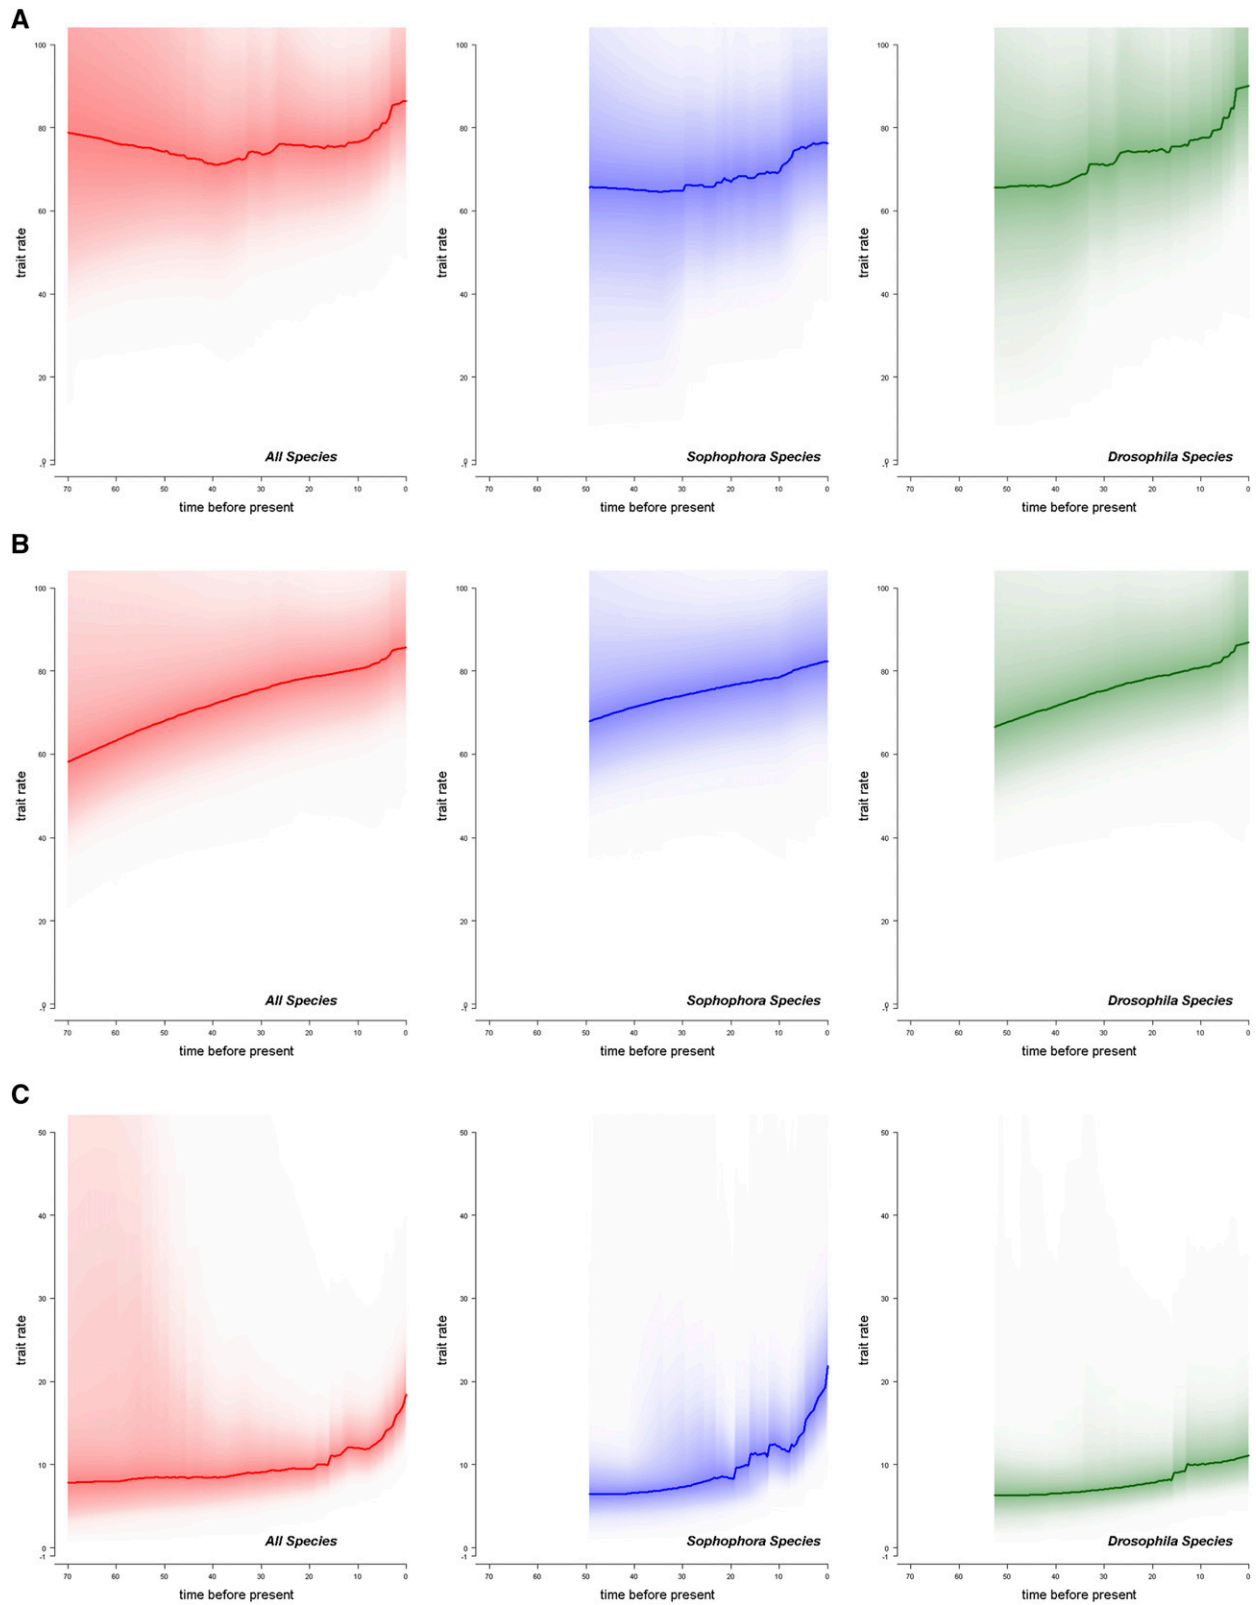 A
100 100 100
80 80 80
60 60 60
trait rate trait rate trait rate
40 40 40
20 20 20
0 0 0
-1 -1 -1
All Species Sophophora Species Drosophila Species
70 60 50 40 30 20 10 0 70 60 50 40 30 20 10 0 70 60 50 40 30 20 10 0
time before present time before present time before present
B
100 100 100
80 80 80
60 60 60
trait rate trait rate trait rate
40 40 40
20 20 20
0 0 0
-1 -1 -1
All Species Sophophora Species Drosophila Species
70 60 50 40 30 20 10 0 70 60 50 40 30 20 10 0 70 60 50 40 30 20 10 0
time before present time before present time before present
C
50 50 50
40 40 40
30 30 30
trait rate trait rate trait rate
20 20 20
10 10 10
0 0 0
-1 -1 -1
All Species Sophophora Species Drosophila Species
70 60 50 40 30 20 10 0 70 60 50 40 30 20 10 0 70 60 50 40 30 20 10 0
time before present time before present time before present